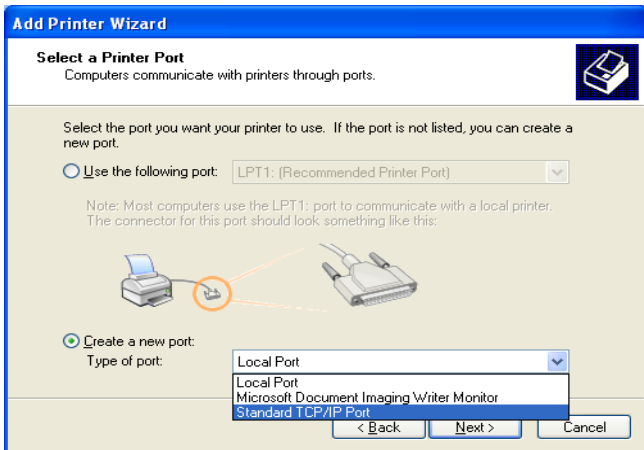 Add Printer Wizard
Select a Printer Port
Computers communicate with printers through ports.
Select the port you want your printer to use. If the port is not listed, you can create a
new port.
Use the following port: LPT1: (Recommended Printer Port)
Note: Most computers use the LPT1: port to communicate with a local printer.
The connector for this port should look something like this:
Create a new port:
Type of port: Local Port
Local Port
Microsoft Document Imaging Writer Monitor
Standard TCP/IP Port
< Back Next > Cancel